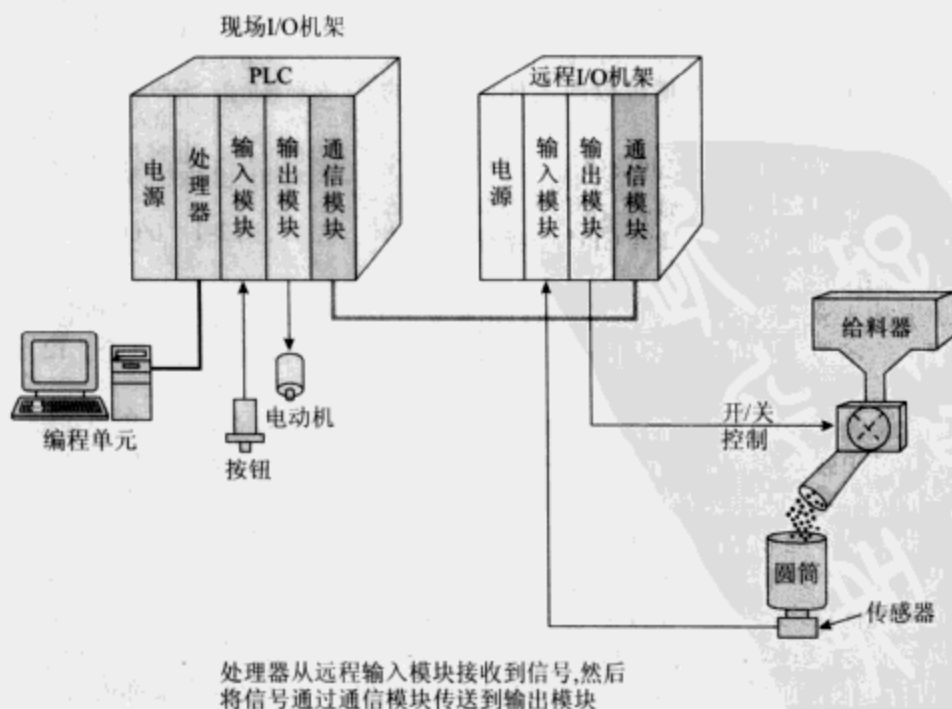 现场I/O机架
PLC
电源
处理器
输入模块
输出模块
通信模块
远程I/O机架
电源
输入模块
输出模块
通信模块
给料器
开/关
控制
编程单元
电动机
按钮
圆筒
传感器
处理器从远程输入模块接收到信号,然后
将信号通过通信模块传送到输出模块